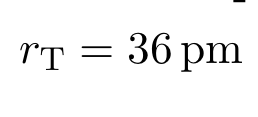 r_T = 36 pm